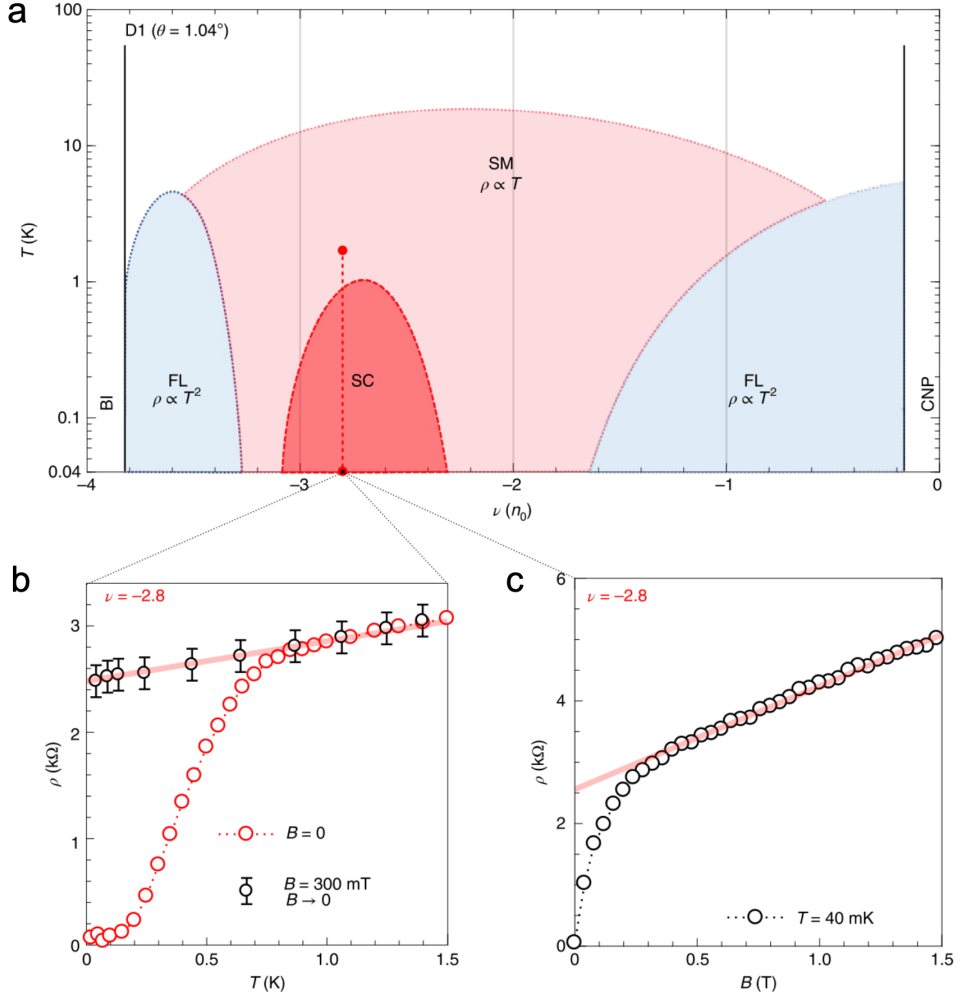 a
100
D1 (θ = 1.04°)
10
SM
ρ ∝ T
T (K)
1
FL
ρ ∝ T²
SC
FL
ρ ∝ T²
BI
CNP
0.1
0.04
−4
−3
−2
−1
0
ν (n₀)
b
ν = −2.8
3
2
1
0
ρ (kΩ)
B = 0
B = 300 mT
B → 0
0
0.5
1.0
1.5
T (K)
c
ν = −2.8
6
4
2
0
ρ (kΩ)
T = 40 mK
0
0.5
1.0
1.5
B (T)